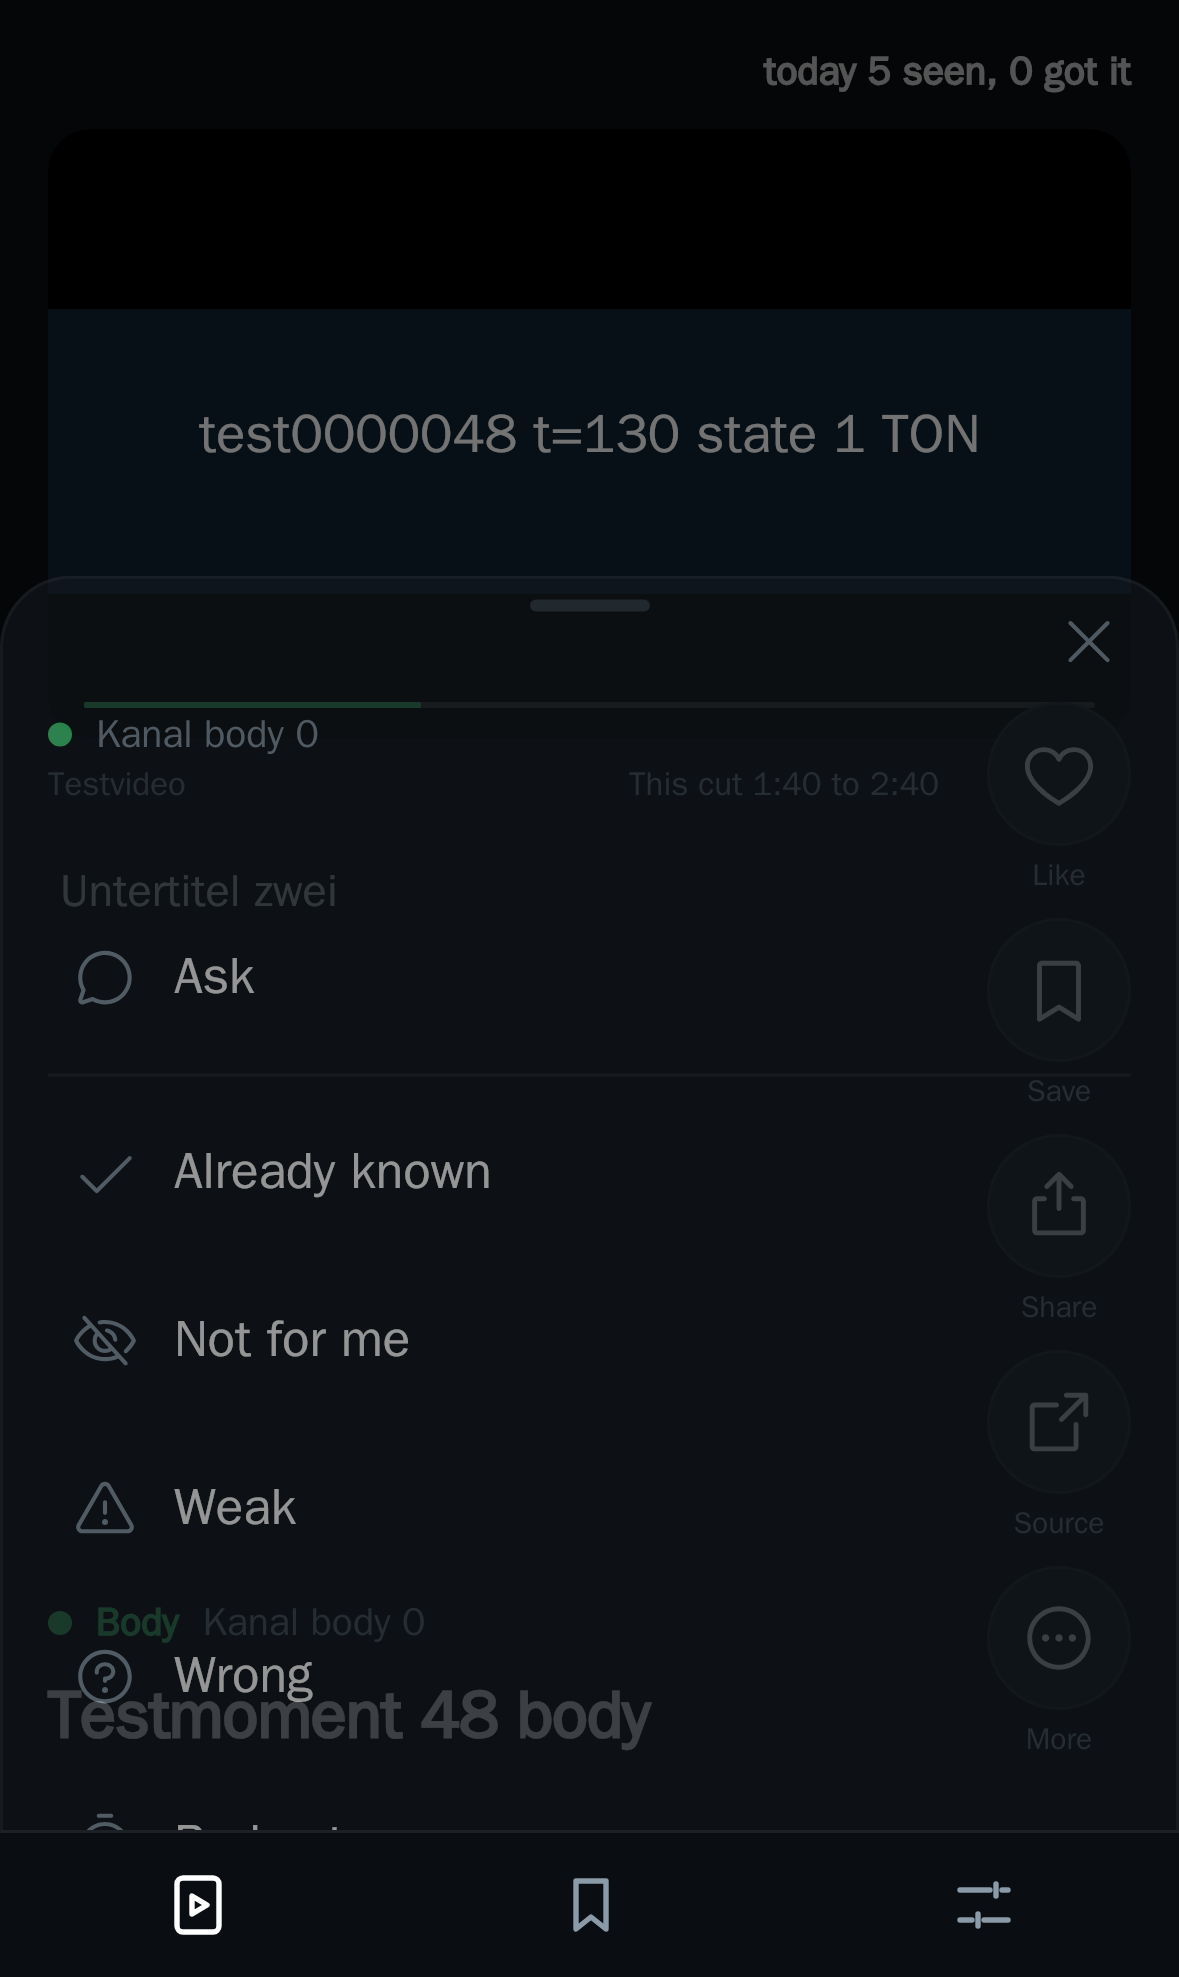 today 5 seen, 0 got it
test0000048 t=130 state 1 TON
Kanal body 0
Testvideo
This cut 1:40 to 2:40
Like
Untertitel zwei
Ask
Save
Already known
Share
Not for me
Weak
Source
Body Kanal body 0
Wrong
Testmoment 48 body
More